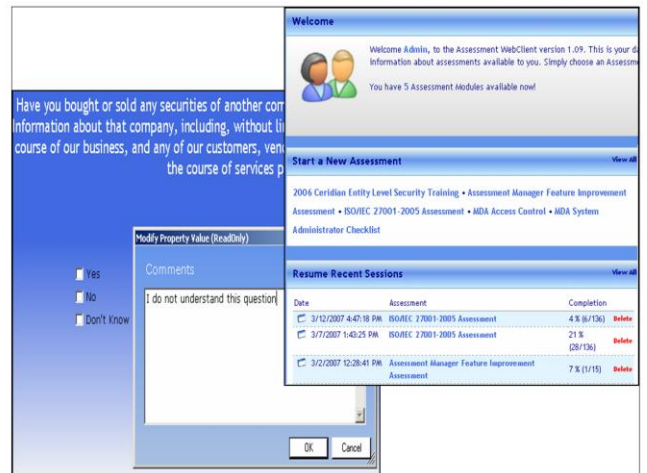 Welcome
Welcome Admin, to the Assessment WebClient version 1.09. This is your da
information about assessments available to you. Simply choose an Assessm
You have 5 Assessment Modules available now!
Start a New Assessment View All
2006 Ceridian Entity Level Security Training • Assessment Manager Feature Improvement
Assessment • ISO/IEC 27001-2005 Assessment • MDA Access Control • MDA System
Administrator Checklist
Resume Recent Sessions View All
Date Assessment Completion
3/12/2007 4:47:18 PM ISO/IEC 27001-2005 Assessment 4 % (6/136) Delete
3/7/2007 1:43:25 PM ISO/IEC 27001-2005 Assessment 21 %
(28/136) Delete
3/2/2007 12:28:41 PM Assessment Manager Feature Improvement
Assessment 7 % (1/15) Delete
Have you bought or sold any securities of another com
Information about that company, including, without li
course of our business, and any of our customers, vend
the course of services p
Yes
No
Don't Know
Modify Property Value (ReadOnly)
Comments
I do not understand this question
OK Cancel